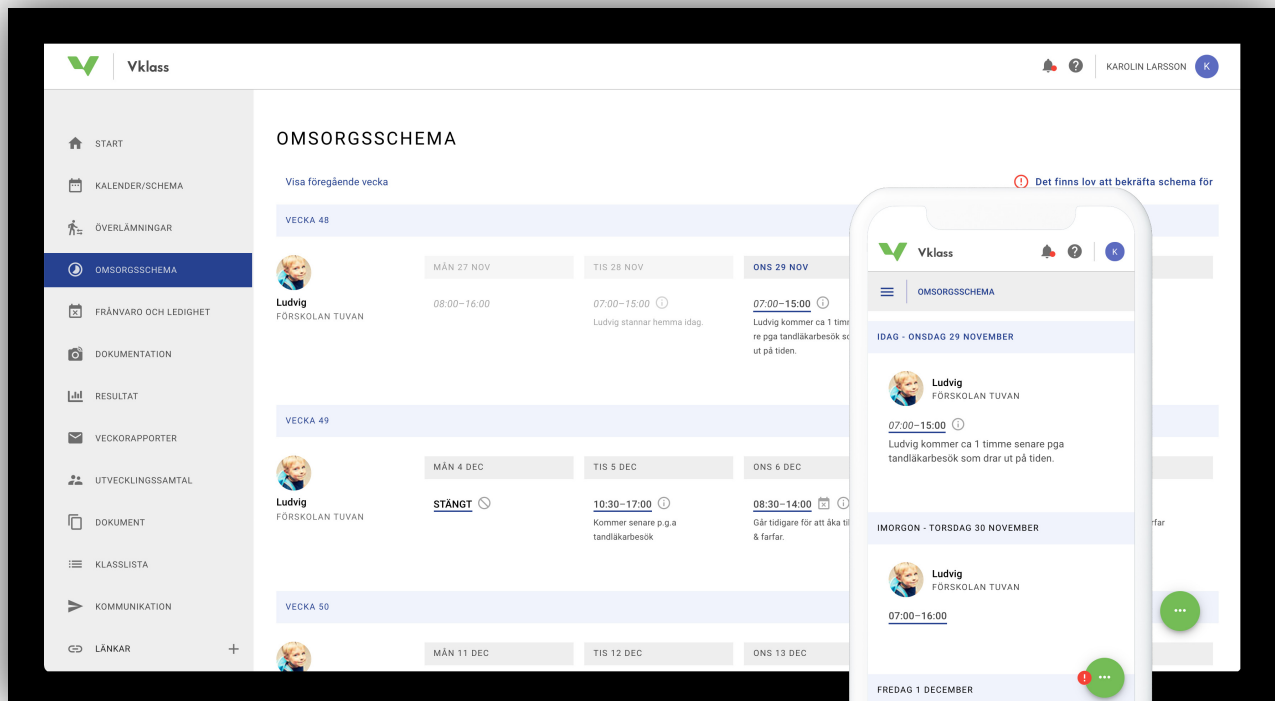 Vklass
KAROLIN LARSSON
K
START
KALENDER/SCHEMA
ÖVERLÄMNINGAR
OMSORGSSCHEMA
FRÅNVARO OCH LEDIGHET
DOKUMENTATION
RESULTAT
VECKORAPPORTER
UTVECKLINGSSAMTAL
DOKUMENT
KLASSLISTA
KOMMUNIKATION
LÄNKAR
OMSORGSSCHEMA
Visa föregående vecka
Det finns lov att bekräfta schema för
VECKA 48
Ludvig
FÖRSKOLAN TUVAN
MÅN 27 NOV
08:00–16:00
TIS 28 NOV
07:00–15:00
Ludvig stannar hemma idag.
ONS 29 NOV
07:00–15:00
Ludvig kommer ca 1
re pga tandläkarbesök
ut på tiden.
VECKA 49
Ludvig
FÖRSKOLAN TUVAN
MÅN 4 DEC
STÄNGT
TIS 5 DEC
10:30–17:00
Kommer senare p.g.a
tandläkarbesök
ONS 6 DEC
08:30–14:00
Går tidigare för att åka
& farfar.
VECKA 50
MÅN 11 DEC
TIS 12 DEC
ONS 13 DEC
Vklass
K
OMSORGSSCHEMA
IDAG - ONSDAG 29 NOVEMBER
Ludvig
FÖRSKOLAN TUVAN
07:00–15:00
Ludvig kommer ca 1 timme senare pga
tandläkarbesök som drar ut på tiden.
IMORGON - TORSDAG 30 NOVEMBER
Ludvig
FÖRSKOLAN TUVAN
07:00–16:00
FREDAG 1 DECEMBER